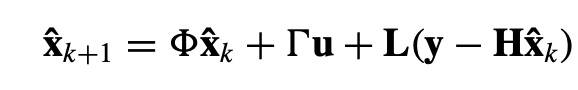 x̂ₖ₊₁ = Φx̂ₖ + Γu + L(y − Hx̂ₖ)